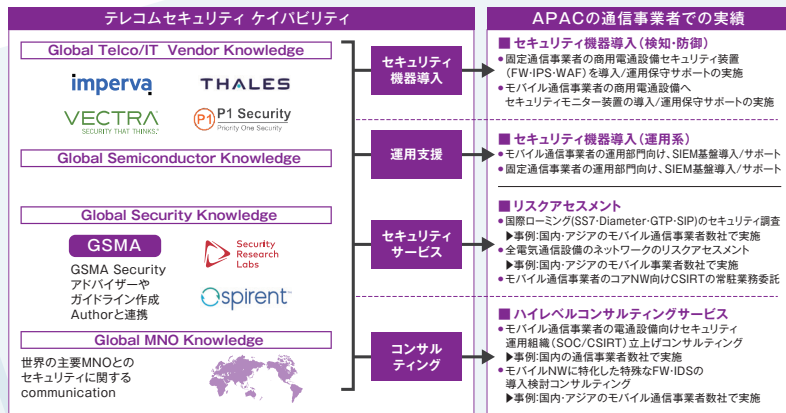 テレコムセキュリティ ケイパビリティ
Global Telco/IT Vendor Knowledge
imperva
THALES
VECTRA
SECURITY THAT THINKS.
P1
P1 Security
Priority One Security
Global Semiconductor Knowledge
Global Security Knowledge
GSMA
GSMA Security
アドバイザーや
ガイドライン作成
Authorと連携
Security
Research
Labs
spirent
Global MNO Knowledge
世界の主要MNOとの
セキュリティに関する
communication
セキュリティ
機器導入
運用支援
セキュリティ
サービス
コンサル
ティング
APACの通信事業者での実績
■ セキュリティ機器導入(検知・防御)
●固定通信事業者の商用電通設備セキュリティ装置
(FW・IPS・WAF)を導入/運用保守サポートの実施
●モバイル通信事業者の商用電通設備へ
セキュリティモニター装置の導入/運用保守サポートの実施
■ セキュリティ機器導入(運用系)
●モバイル通信事業者の運用部門向け、SIEM基盤導入/サポート
●固定通信事業者の運用部門向け、SIEM基盤導入/サポート
■ リスクアセスメント
●国際ローミング(SS7・Diameter・GTP・SIP)のセキュリティ調査
▶事例:国内・アジアのモバイル通信事業者数社で実施
●全電気通信設備のネットワークのリスクアセスメント
▶事例:国内・アジアのモバイル事業者数社で実施
●モバイル通信事業者のコアNW向けCSIRTの常駐業務委託
■ ハイレベルコンサルティングサービス
●モバイル通信事業者の電通設備向けセキュリティ
運用組織(SOC/CSIRT)立上げコンサルティング
▶事例:国内の通信事業者数社で実施
●モバイルNWに特化した特殊なFW・IDSの
導入検討コンサルティング
▶事例:国内・アジアのモバイル通信事業者数社で実施